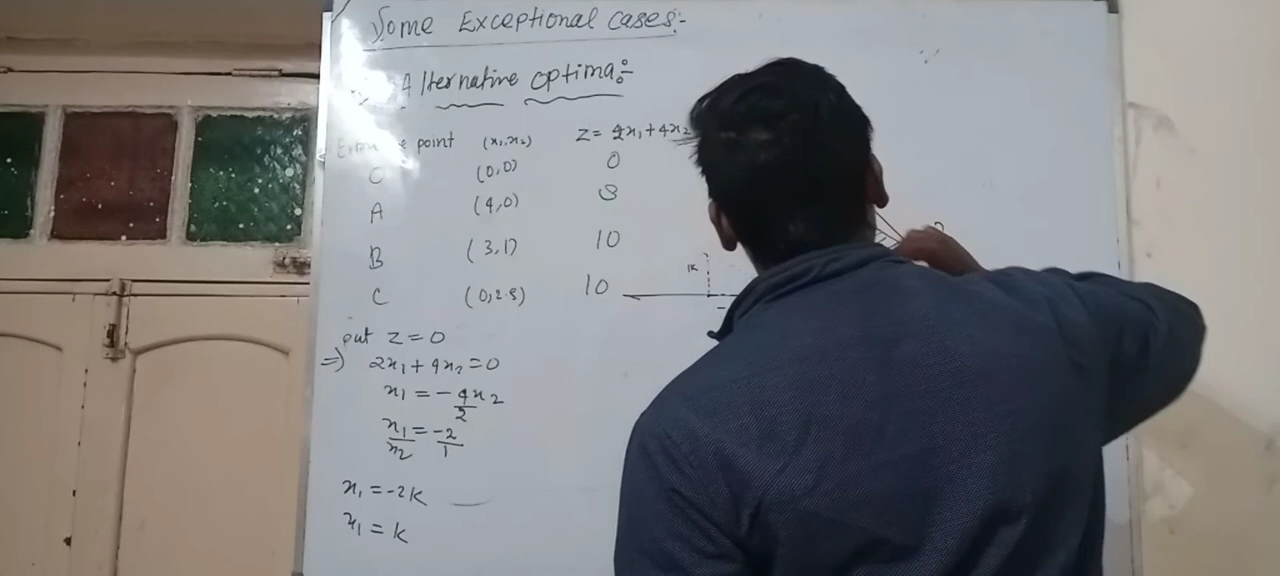 Some Exceptional cases:-
Alternative optima:-
point (x₁,x₂) Z= 2x₁+4x₂
O (0,0) 0
A (4,0) 8
B (3,1) 10
C (0,2.5) 10
1K
put Z=0
=> 2x₁+4x₂=0
x₁ = -4x₂/2
x₁/x₂ = -2/1
x₁ = -2K
x₁ = K